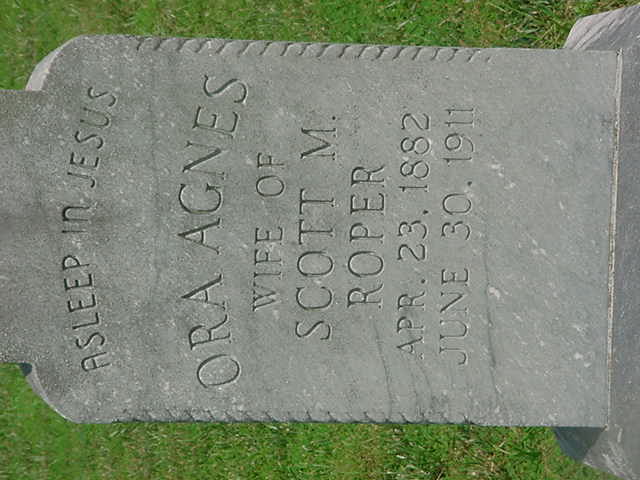 ASLEEP IN JESUS
ORA AGNES
WIFE OF
SCOTT M.
ROPER
APR. 23, 1882
JUNE 30, 1911